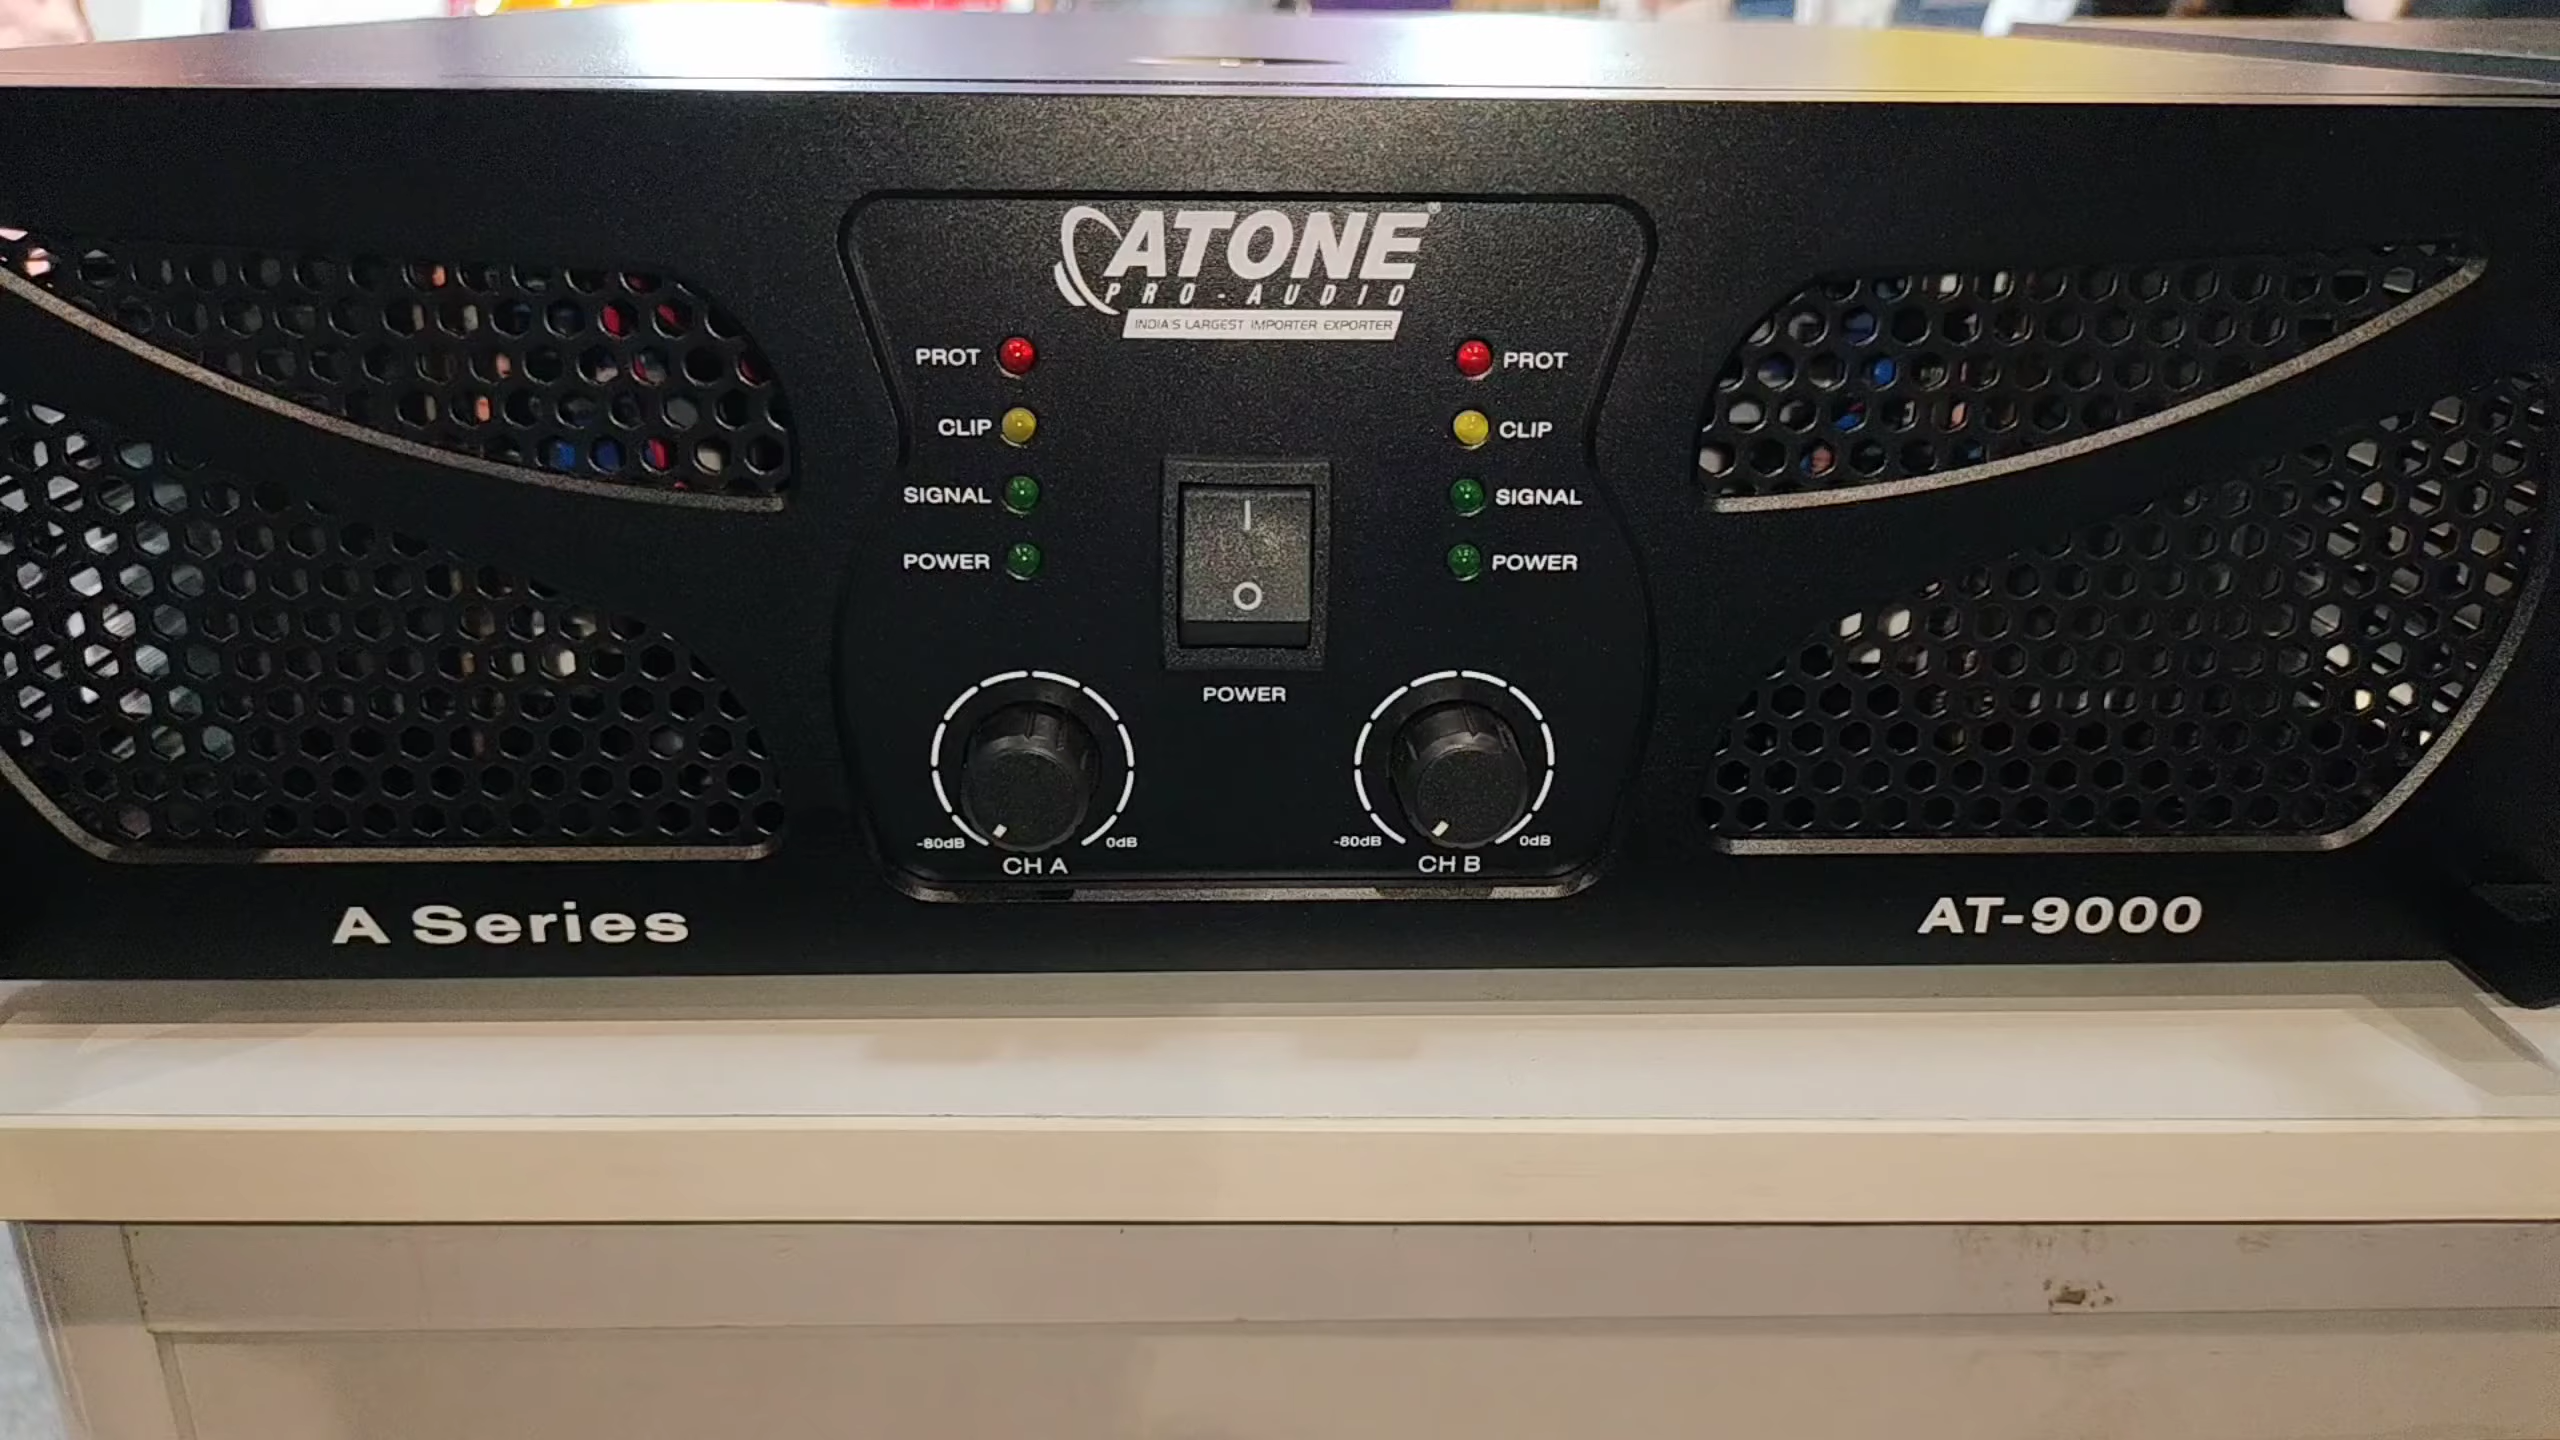 ATONE®
PRO-AUDIO
INDIA'S LARGEST IMPORTER EXPORTER
PROT
PROT
CLIP
CLIP
SIGNAL
SIGNAL
POWER
POWER
I
O
POWER
-80dB
0dB
-80dB
0dB
CH A
CH B
A Series
AT-9000